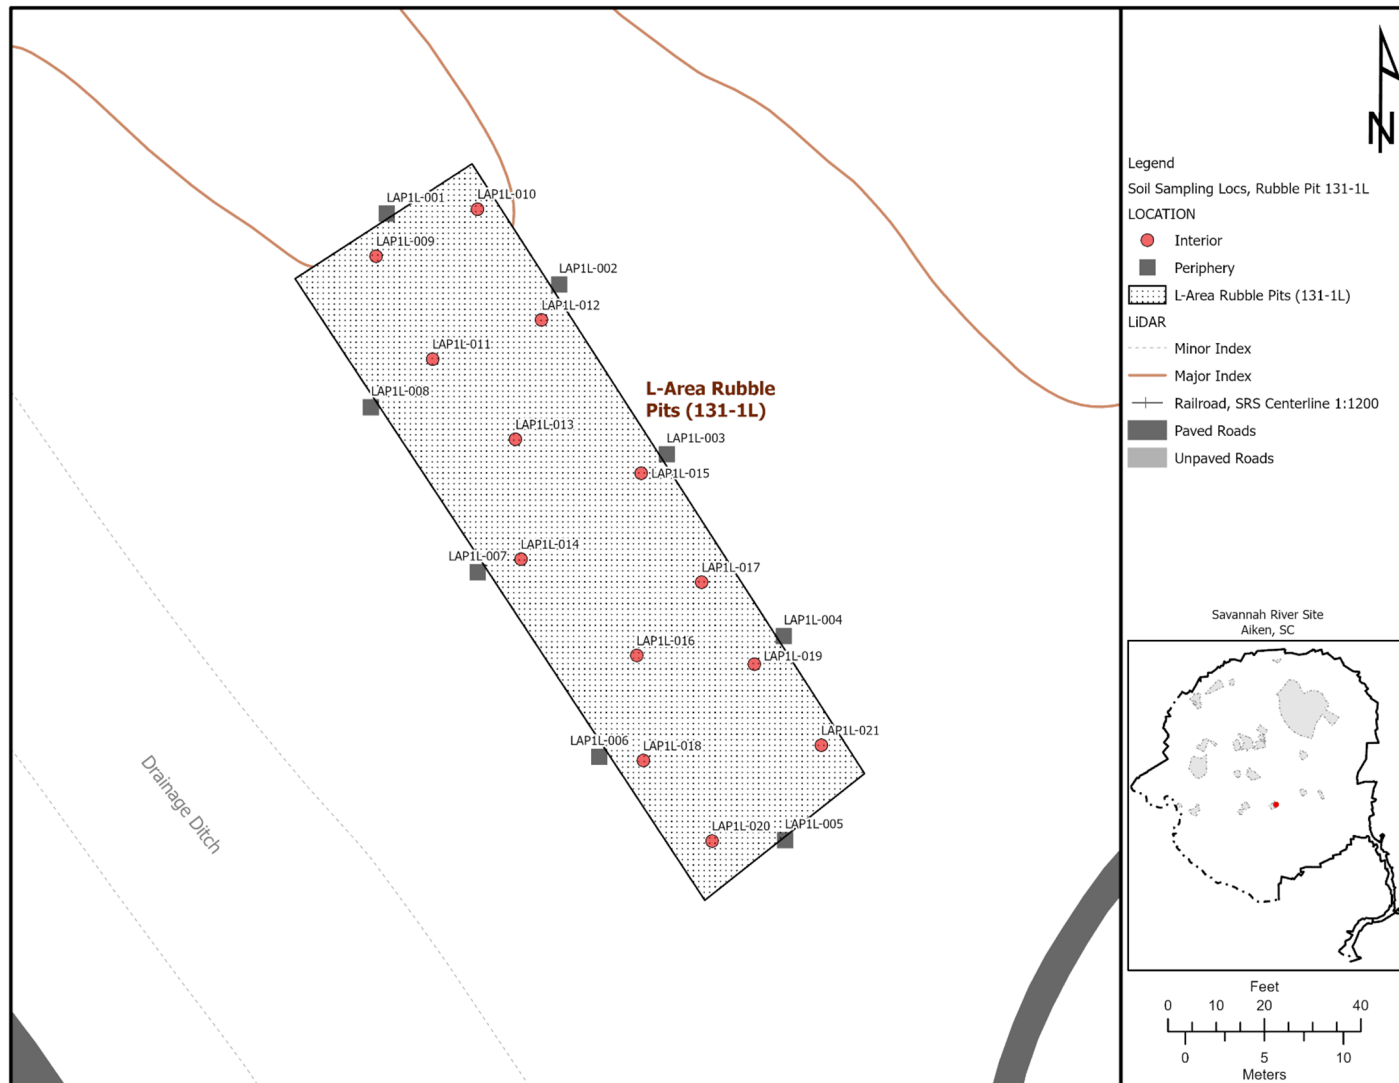 LAP1L-001
LAP1L-010
LAP1L-009
LAP1L-002
LAP1L-012
LAP1L-011
LAP1L-008
L-Area Rubble
Pits (131-1L)
LAP1L-013
LAP1L-003
LAP1L-015
LAP1L-014
LAP1L-007
LAP1L-017
LAP1L-004
LAP1L-016
LAP1L-019
LAP1L-006
LAP1L-018
LAP1L-021
LAP1L-020
LAP1L-005
Drainage Ditch
N
Legend
Soil Sampling Locs, Rubble Pit 131-1L
LOCATION
Interior
Periphery
L-Area Rubble Pits (131-1L)
LiDAR
Minor Index
Major Index
Railroad, SRS Centerline 1:1200
Paved Roads
Unpaved Roads
Savannah River Site
Aiken, SC
Feet
0 10 20 40
0 5 10
Meters